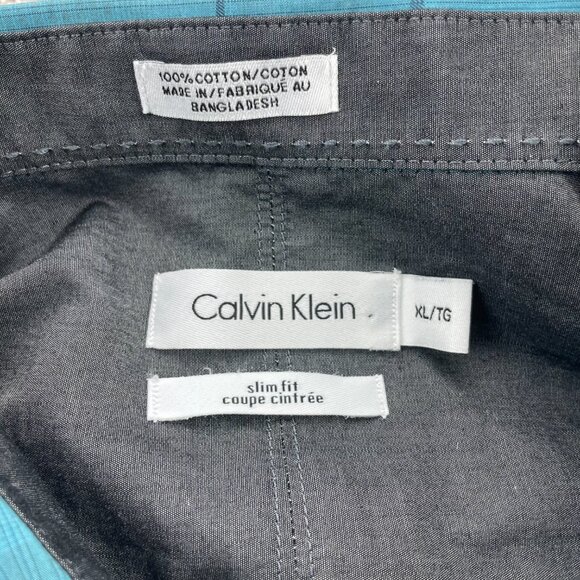 100% COTTON/COTON
MADE IN/FABRIQUÉ AU
BANGLADESH
Calvin Klein
XL/TG
slim fit
coupe cintrée